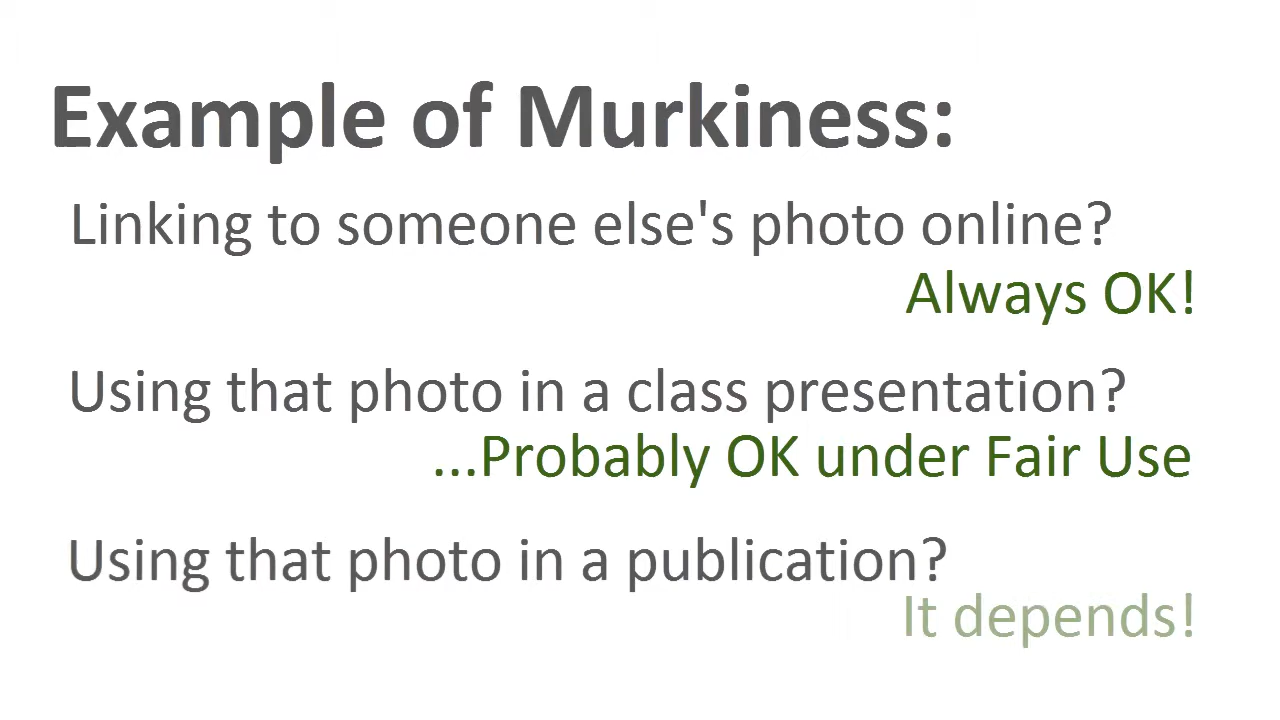 Example of Murkiness:
Linking to someone else's photo online?
Always OK!
Using that photo in a class presentation?
...Probably OK under Fair Use
Using that photo in a publication?
It depends!